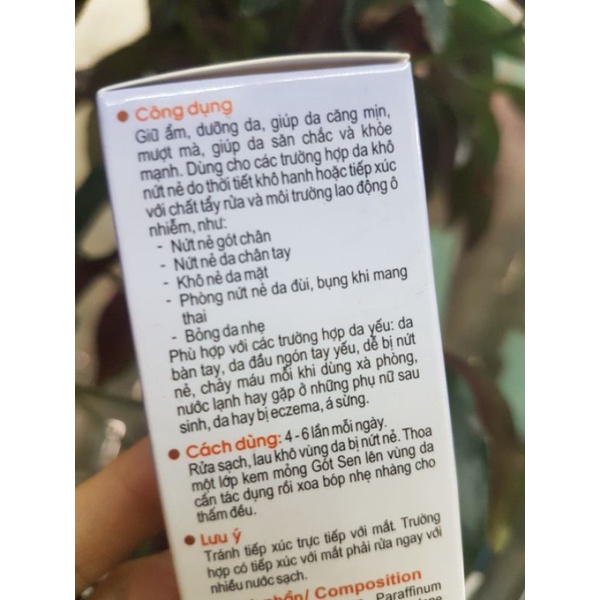 • Công dụng
Giữ ẩm, dưỡng da, giúp da căng mịn,
mượt mà, giúp da săn chắc và khỏe
mạnh. Dùng cho các trường hợp da khô
nứt nẻ do thời tiết khô hanh hoặc tiếp xúc
với chất tẩy rửa và môi trường lao động ô
nhiễm, như:
- Nứt nẻ gót chân
- Nứt nẻ da chân tay
- Khô nẻ da mặt
- Phòng nứt nẻ da đùi, bụng khi mang
thai
- Bỏng da nhẹ
Phù hợp với các trường hợp da yếu: da
bàn tay, da đầu ngón tay yếu, dễ bị nứt
nẻ, chảy máu mỗi khi dùng xà phòng,
nước lạnh hay gặp ở những phụ nữ sau
sinh, da hay bị eczema, á sừng.
• Cách dùng: 4 - 6 lần mỗi ngày.
Rửa sạch, lau khô vùng da bị nứt nẻ. Thoa
một lớp kem mỏng Gót Sen lên vùng da
cần tác dụng rồi xoa bóp nhẹ nhàng cho
thấm đều.
• Lưu ý
Tránh tiếp xúc trực tiếp với mắt. Trường
hợp có tiếp xúc với mắt phải rửa ngay với
nhiều nước sạch.
phần/ Composition
Paraffinum